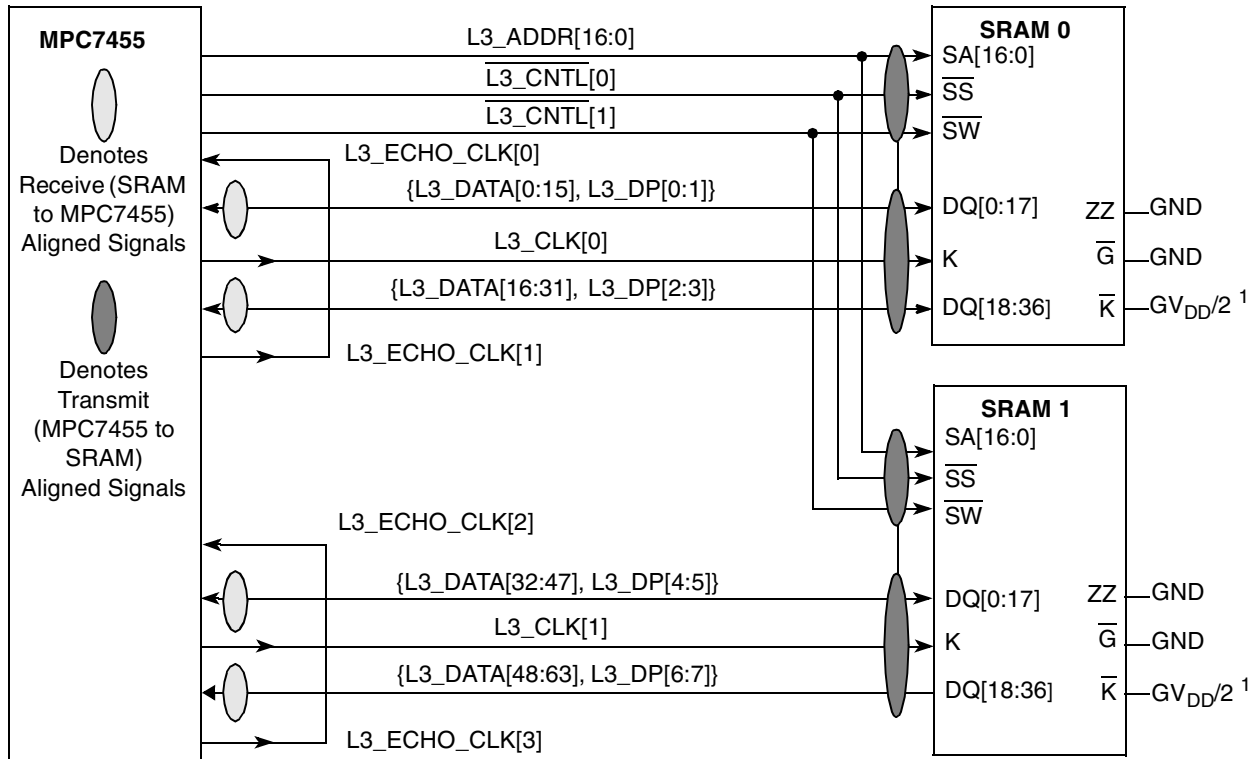 MPC7455
Denotes
Receive (SRAM
to MPC7455)
Aligned Signals
Denotes
Transmit
(MPC7455 to
SRAM)
Aligned Signals
L3_ADDR[16:0]
L3_CNTL[0]
L3_CNTL[1]
L3_ECHO_CLK[0]
{L3_DATA[0:15], L3_DP[0:1]}
L3_CLK[0]
{L3_DATA[16:31], L3_DP[2:3]}
L3_ECHO_CLK[1]
SRAM 0
SA[16:0]
SS
SW
DQ[0:17]
ZZ
GND
K
G
GND
DQ[18:36]
K
GVDD/2 1
L3_ECHO_CLK[2]
{L3_DATA[32:47], L3_DP[4:5]}
L3_CLK[1]
{L3_DATA[48:63], L3_DP[6:7]}
L3_ECHO_CLK[3]
SRAM 1
SA[16:0]
SS
SW
DQ[0:17]
ZZ
GND
K
G
GND
DQ[18:36]
K
GVDD/2 1